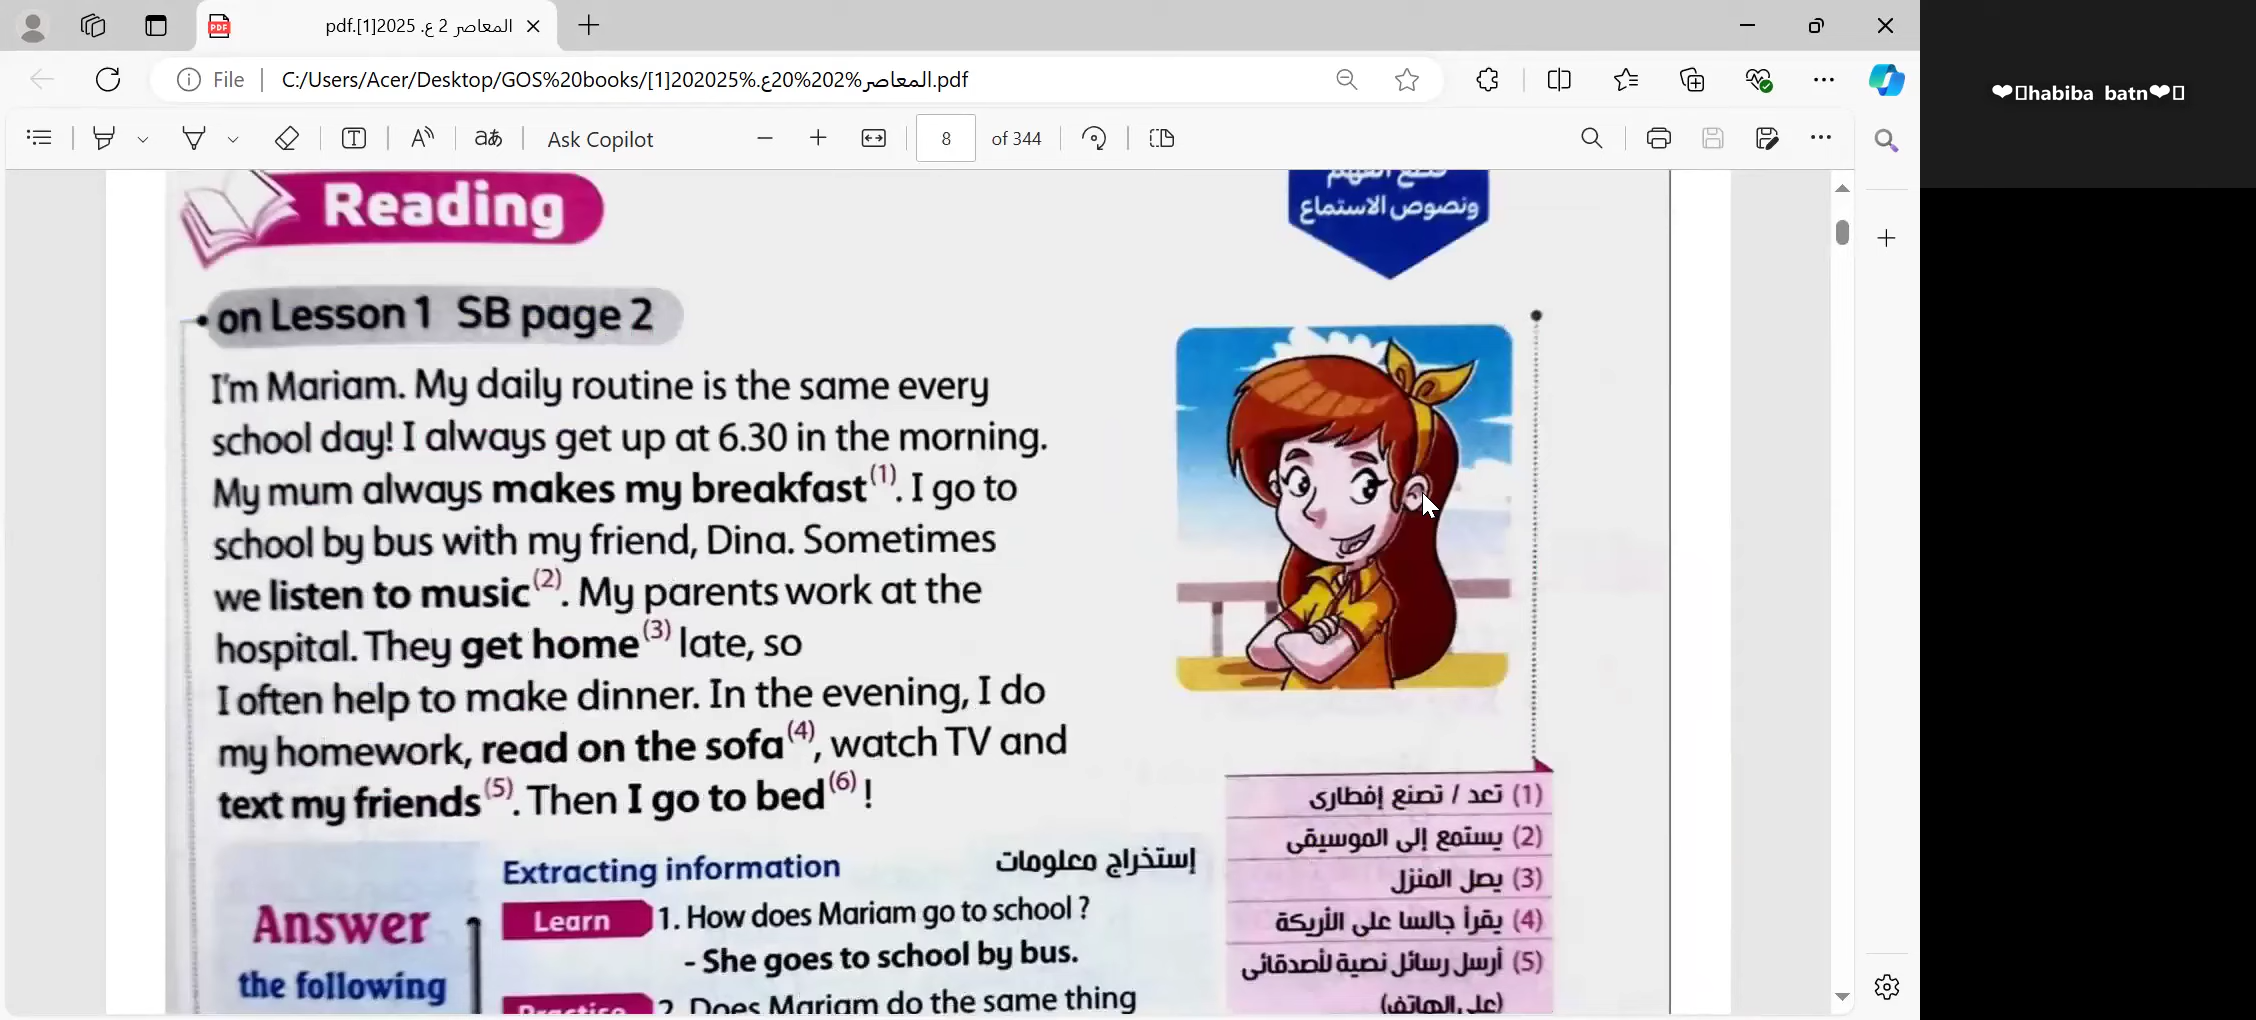 المعاصر 2 ع. 2025[1].pdf
File
C:/Users/Acer/Desktop/GOS%20books/المعاصر%202%20ع.%202025[1].pdf
habiba batn
Ask Copilot
8 of 344
Reading
ونصوص الاستماع
on Lesson 1 SB page 2
I'm Mariam. My daily routine is the same every
school day! I always get up at 6.30 in the morning.
My mum always makes my breakfast(1). I go to
school by bus with my friend, Dina. Sometimes
we listen to music(2). My parents work at the
hospital. They get home(3) late, so
I often help to make dinner. In the evening, I do
my homework, read on the sofa(4), watch TV and
text my friends(5). Then I go to bed(6)!
(1) تعد / تصنع إفطارى
(2) يستمع إلى الموسيقى
(3) يصل المنزل
(4) يقرأ جالسا على الأريكة
(5) أرسل رسائل نصية لأصدقائى
(على الهاتف)
Extracting information إستخراج معلومات
Answer
the following
Learn 1. How does Mariam go to school?
- She goes to school by bus.
Practice 2. Does Mariam do the same thing